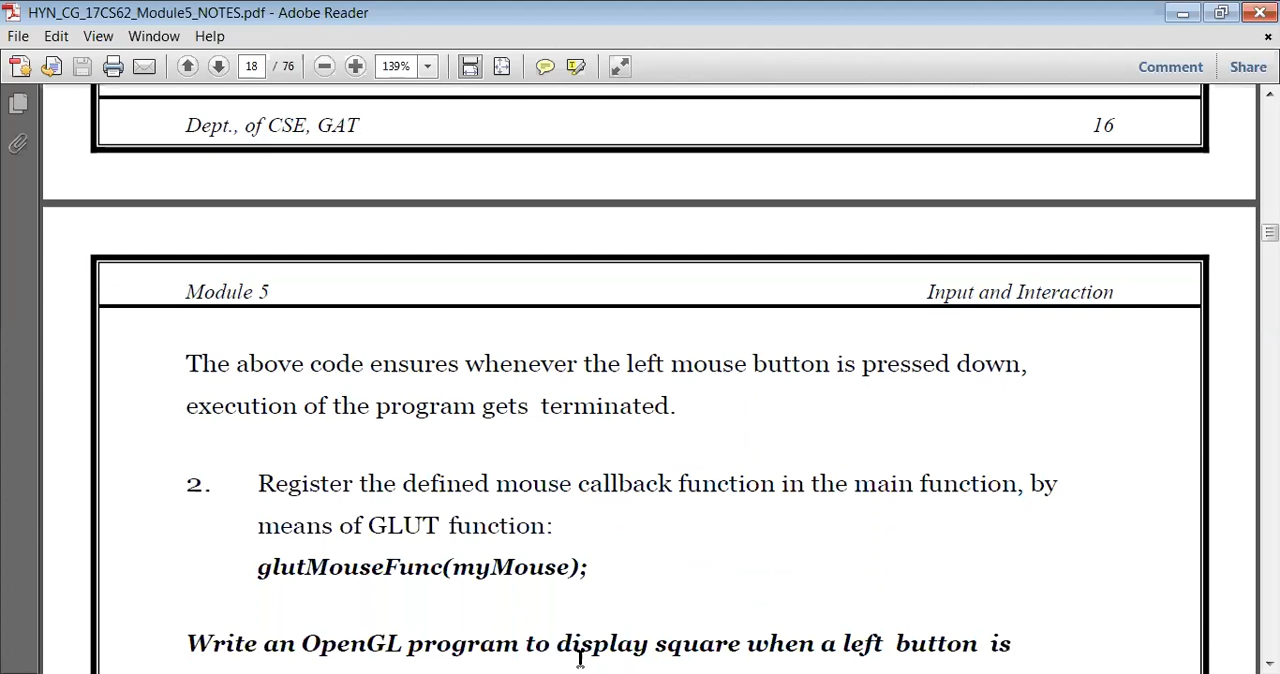 HYN_CG_17CS62_Module5_NOTES.pdf - Adobe Reader
File Edit View Window Help
18 / 76 139% Comment Share
Dept., of CSE, GAT 16
Module 5 Input and Interaction
The above code ensures whenever the left mouse button is pressed down,
execution of the program gets terminated.
2. Register the defined mouse callback function in the main function, by
means of GLUT function:
glutMouseFunc(myMouse);
Write an OpenGL program to display square when a left button is